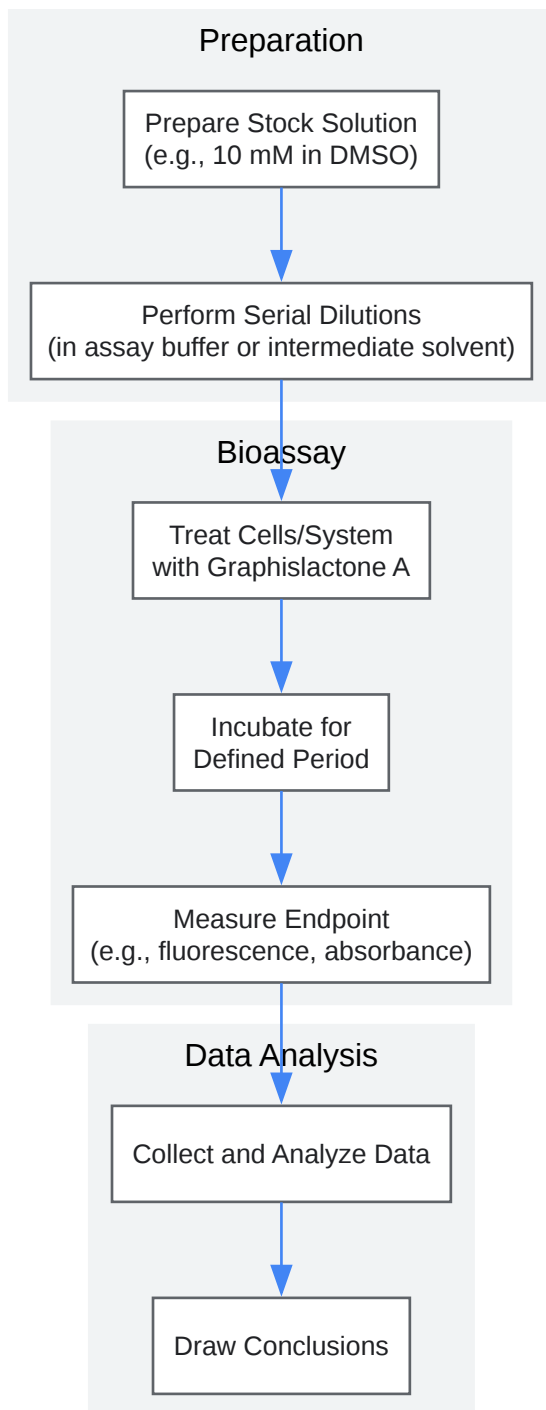 Preparation
Prepare Stock Solution
(e.g., 10 mM in DMSO)
Perform Serial Dilutions
(in assay buffer or intermediate solvent)
Bioassay
Treat Cells/System
with Graphislactone A
Incubate for
Defined Period
Measure Endpoint
(e.g., fluorescence, absorbance)
Data Analysis
Collect and Analyze Data
Draw Conclusions